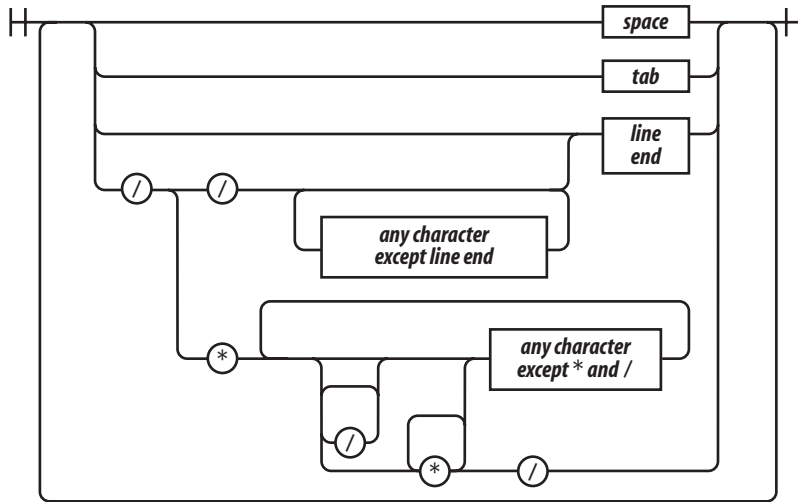 space
tab
line
end
/ /
any character
except line end
*
any character
except * and /
/
* /